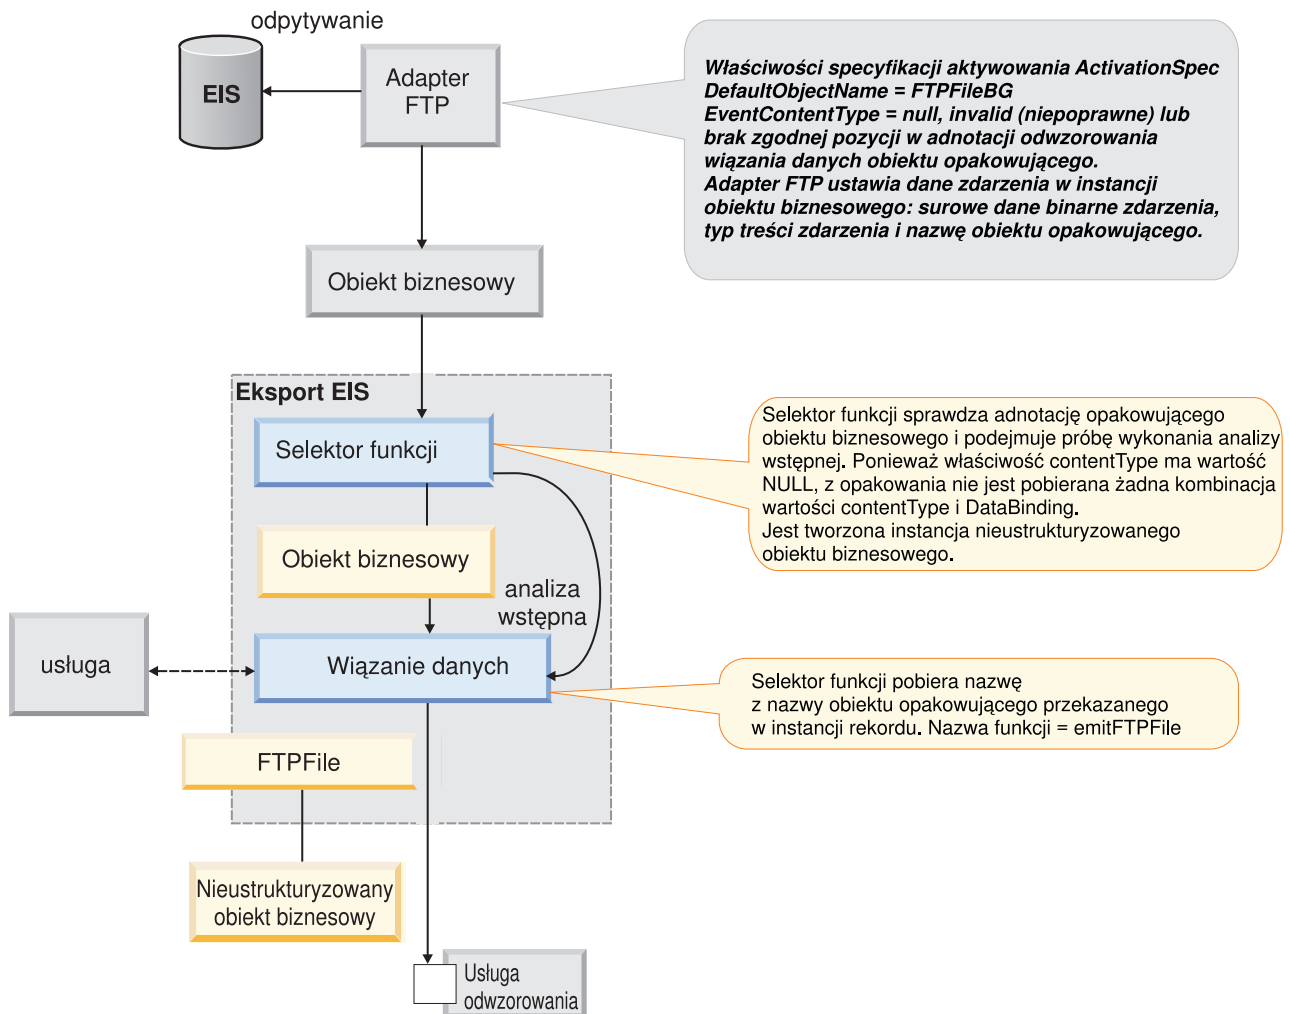 odpytywanie
EIS
Adapter
FTP
Właściwości specyfikacji aktywowania ActivationSpec
DefaultObjectName = FTPFileBG
EventContentType = null, invalid (niepoprawne) lub
brak zgodnej pozycji w adnotacji odwzorowania
wiązania danych obiektu opakowującego.
Adapter FTP ustawia dane zdarzenia w instancji
obiektu biznesowego: surowe dane binarne zdarzenia,
typ treści zdarzenia i nazwę obiektu opakowującego.
Obiekt biznesowy
Eksport EIS
Selektor funkcji
Selektor funkcji sprawdza adnotację opakowującego
obiektu biznesowego i podejmuje próbę wykonania analizy
wstępnej. Ponieważ właściwość contentType ma wartość
NULL, z opakowania nie jest pobierana żadna kombinacja
wartości contentType i DataBinding.
Jest tworzona instancja nieustrukturyzowanego
obiektu biznesowego.
Obiekt biznesowy
analiza
wstępna
usługa
Wiązanie danych
Selektor funkcji pobiera nazwę
z nazwy obiektu opakowującego przekazanego
w instancji rekordu. Nazwa funkcji = emitFTPFile
FTPFile
Nieustrukturyzowany
obiekt biznesowy
Usługa
odwzorowania